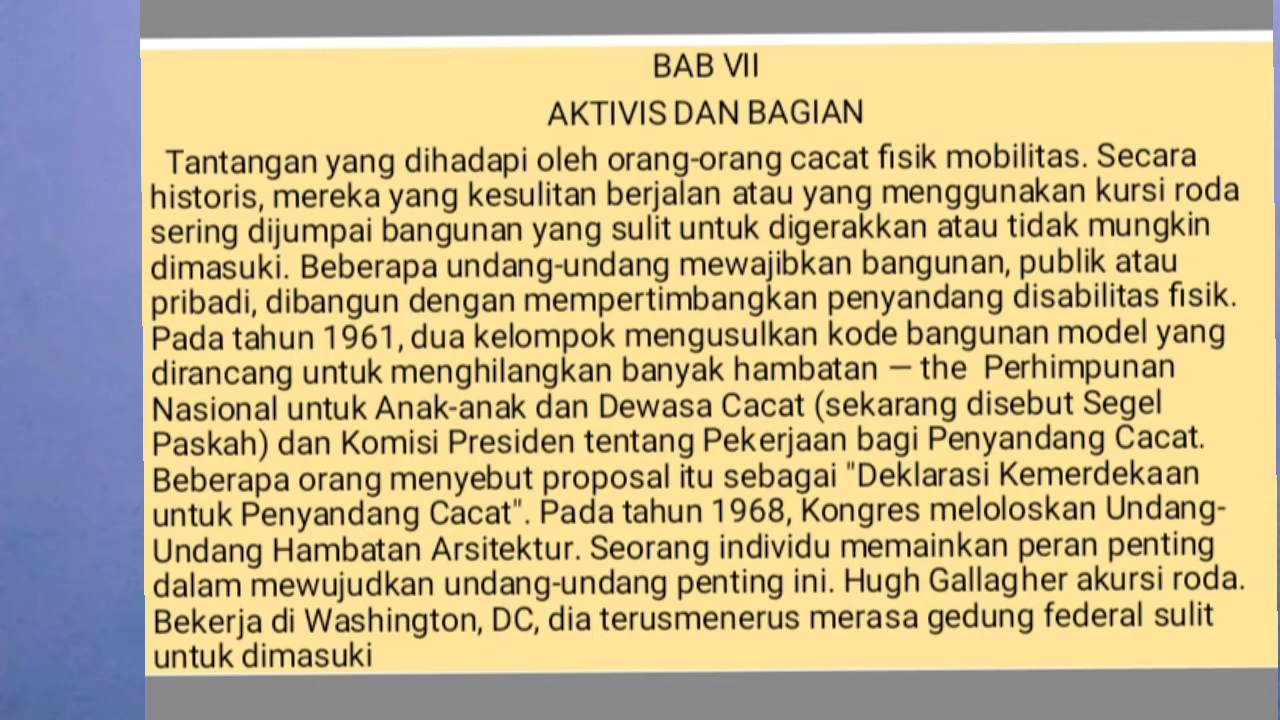 BAB VII
AKTIVIS DAN BAGIAN
Tantangan yang dihadapi oleh orang-orang cacat fisik mobilitas. Secara
historis, mereka yang kesulitan berjalan atau yang menggunakan kursi roda
sering dijumpai bangunan yang sulit untuk digerakkan atau tidak mungkin
dimasuki. Beberapa undang-undang mewajibkan bangunan, publik atau
pribadi, dibangun dengan mempertimbangkan penyandang disabilitas fisik.
Pada tahun 1961, dua kelompok mengusulkan kode bangunan model yang
dirancang untuk menghilangkan banyak hambatan — the Perhimpunan
Nasional untuk Anak-anak dan Dewasa Cacat (sekarang disebut Segel
Paskah) dan Komisi Presiden tentang Pekerjaan bagi Penyandang Cacat.
Beberapa orang menyebut proposal itu sebagai "Deklarasi Kemerdekaan
untuk Penyandang Cacat". Pada tahun 1968, Kongres meloloskan Undang-
Undang Hambatan Arsitektur. Seorang individu memainkan peran penting
dalam mewujudkan undang-undang penting ini. Hugh Gallagher akursi roda.
Bekerja di Washington, DC, dia terusmenerus merasa gedung federal sulit
untuk dimasuki